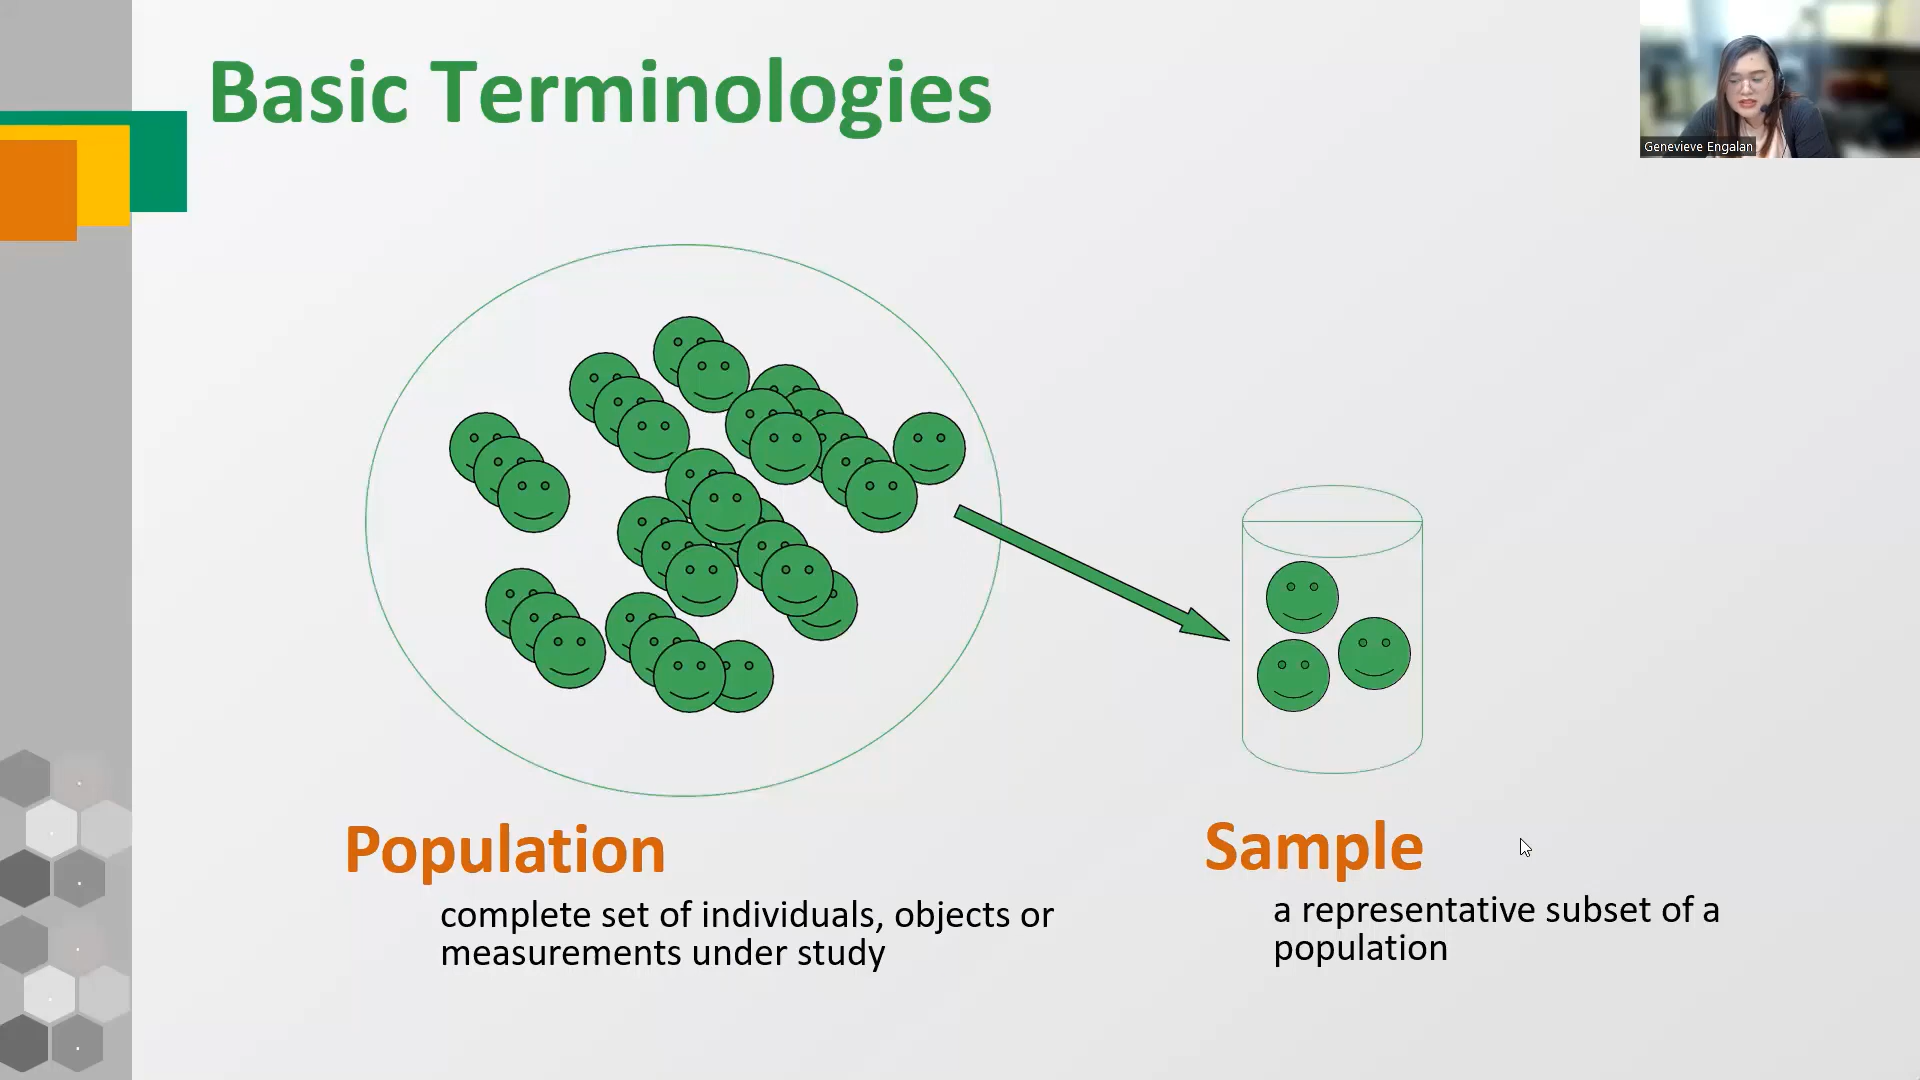 Basic Terminologies
Genevieve Engalan
Population
complete set of individuals, objects or
measurements under study
Sample
a representative subset of a
population